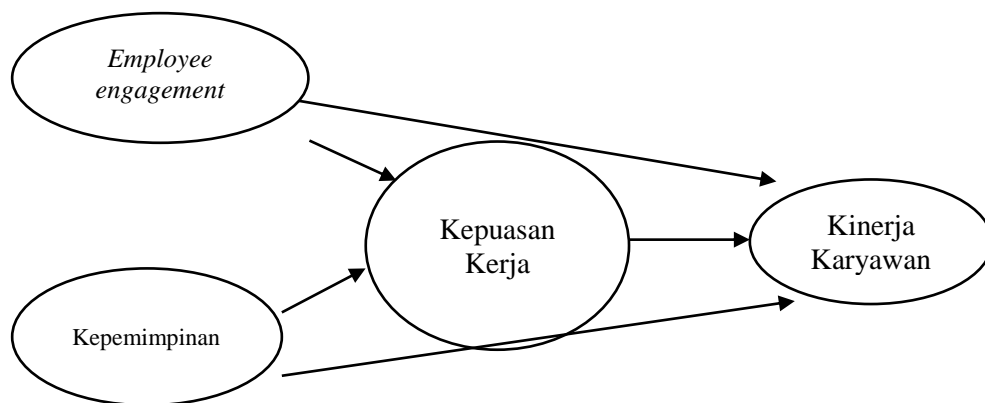 Employee
engagement
Kepuasan
Kerja
Kinerja
Karyawan
Kepemimpinan